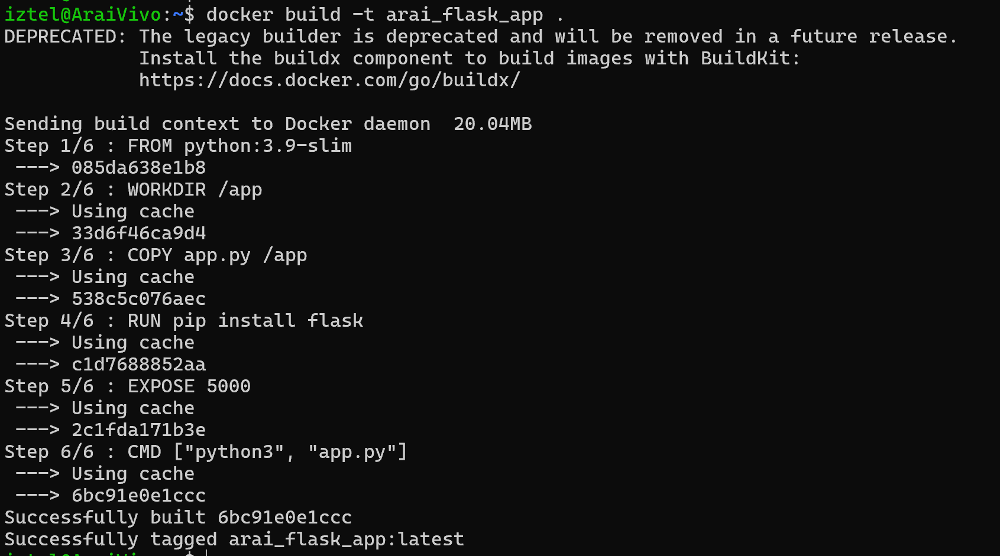 iztel@AraiVivo:~$ docker build -t arai_flask_app .
DEPRECATED: The legacy builder is deprecated and will be removed in a future release.
            Install the buildx component to build images with BuildKit:
            https://docs.docker.com/go/buildx/

Sending build context to Docker daemon  20.04MB
Step 1/6 : FROM python:3.9-slim
 ---> 085da638e1b8
Step 2/6 : WORKDIR /app
 ---> Using cache
 ---> 33d6f46ca9d4
Step 3/6 : COPY app.py /app
 ---> Using cache
 ---> 538c5c076aec
Step 4/6 : RUN pip install flask
 ---> Using cache
 ---> c1d7688852aa
Step 5/6 : EXPOSE 5000
 ---> Using cache
 ---> 2c1fda171b3e
Step 6/6 : CMD ["python3", "app.py"]
 ---> Using cache
 ---> 6bc91e0e1ccc
Successfully built 6bc91e0e1ccc
Successfully tagged arai_flask_app:latest